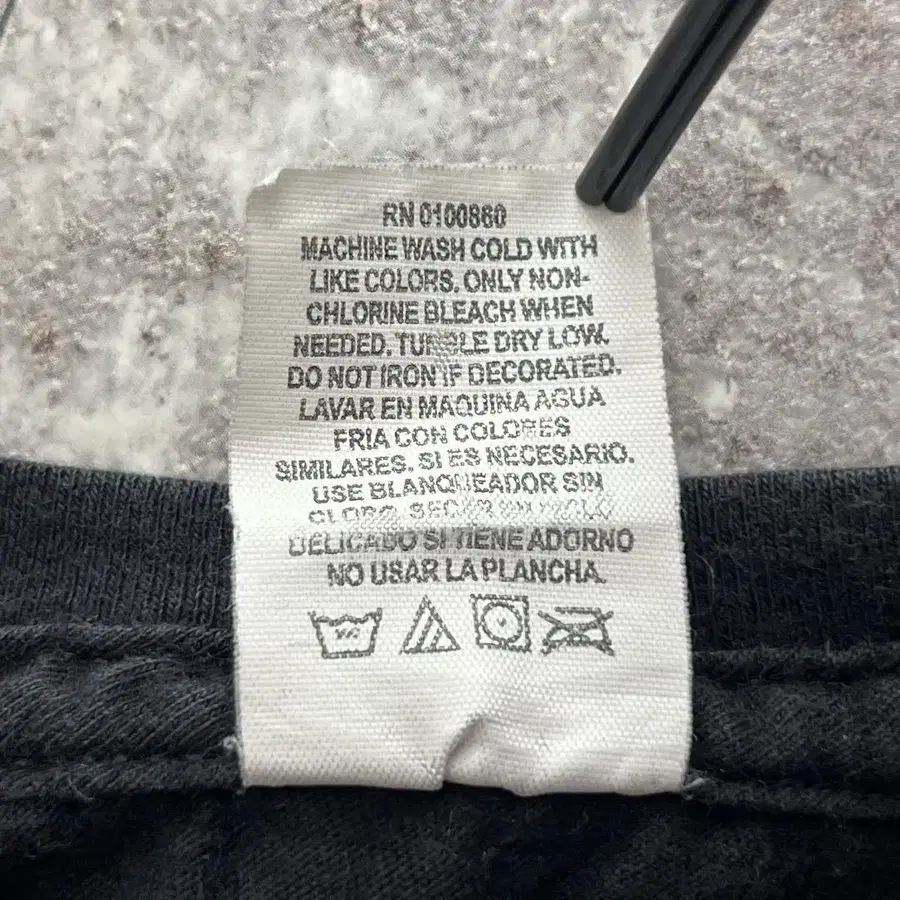 RN 0100860
MACHINE WASH COLD WITH
LIKE COLORS. ONLY NON-
CHLORINE BLEACH WHEN
NEEDED. TUMBLE DRY LOW.
DO NOT IRON IF DECORATED.
LAVAR EN MAQUINA AGUA
FRIA CON COLORES
SIMILARES. SI ES NECESARIO.
USE BLANQUEADOR SIN
CLORO. SECAR
DELICADO SI TIENE ADORNO
NO USAR LA PLANCHA.